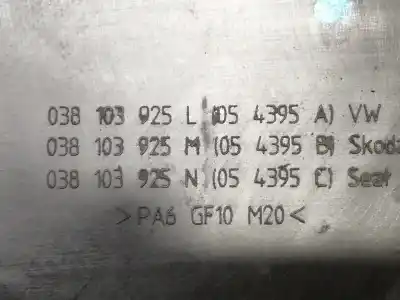 038 103 925 L (05 4395 A) VW
038 103 925 M (05 4395 B) Skoda
038 103 925 N (05 4395 C) Seat
>PA6 GF10 M20<